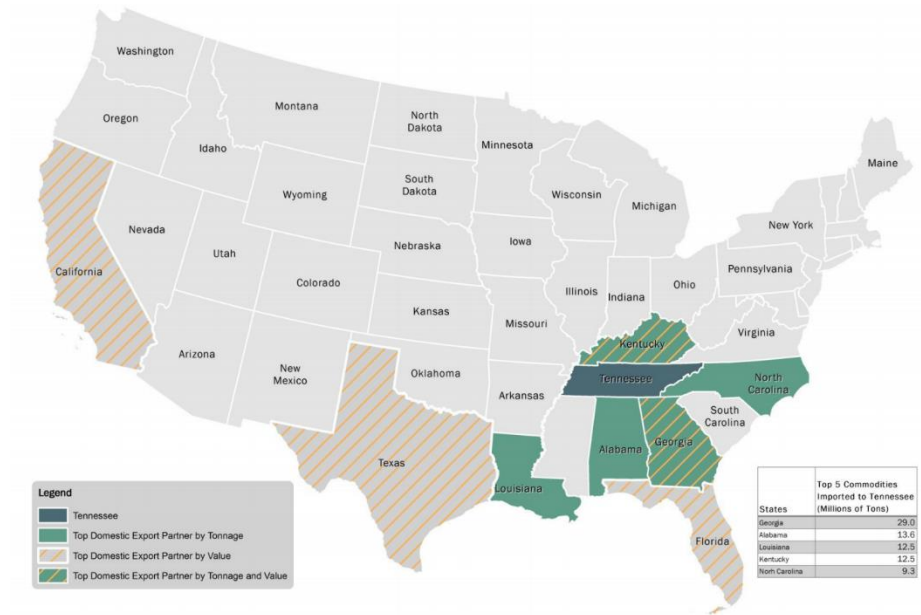 Washington
Oregon
Idaho
Montana
North
Dakota
Minnesota
Wisconsin
Michigan
Maine
New York
South
Dakota
Wyoming
Nevada
Utah
Colorado
Nebraska
Iowa
Illinois
Indiana
Ohio
Pennsylvania
California
Kansas
Missouri
Kentucky
Virginia
Arizona
New
Mexico
Oklahoma
Arkansas
Tennessee
North
Carolina
South
Carolina
Texas
Louisiana
Alabama
Georgia
Florida
Legend
Tennessee
Top Domestic Export Partner by Tonnage
Top Domestic Export Partner by Value
Top Domestic Export Partner by Tonnage and Value
States
Top 5 Commodities
Imported to Tennessee
(Millions of Tons)
Georgia 29.0
Alabama 13.6
Louisiana 12.5
Kentucky 12.5
Norh Carolina 9.3